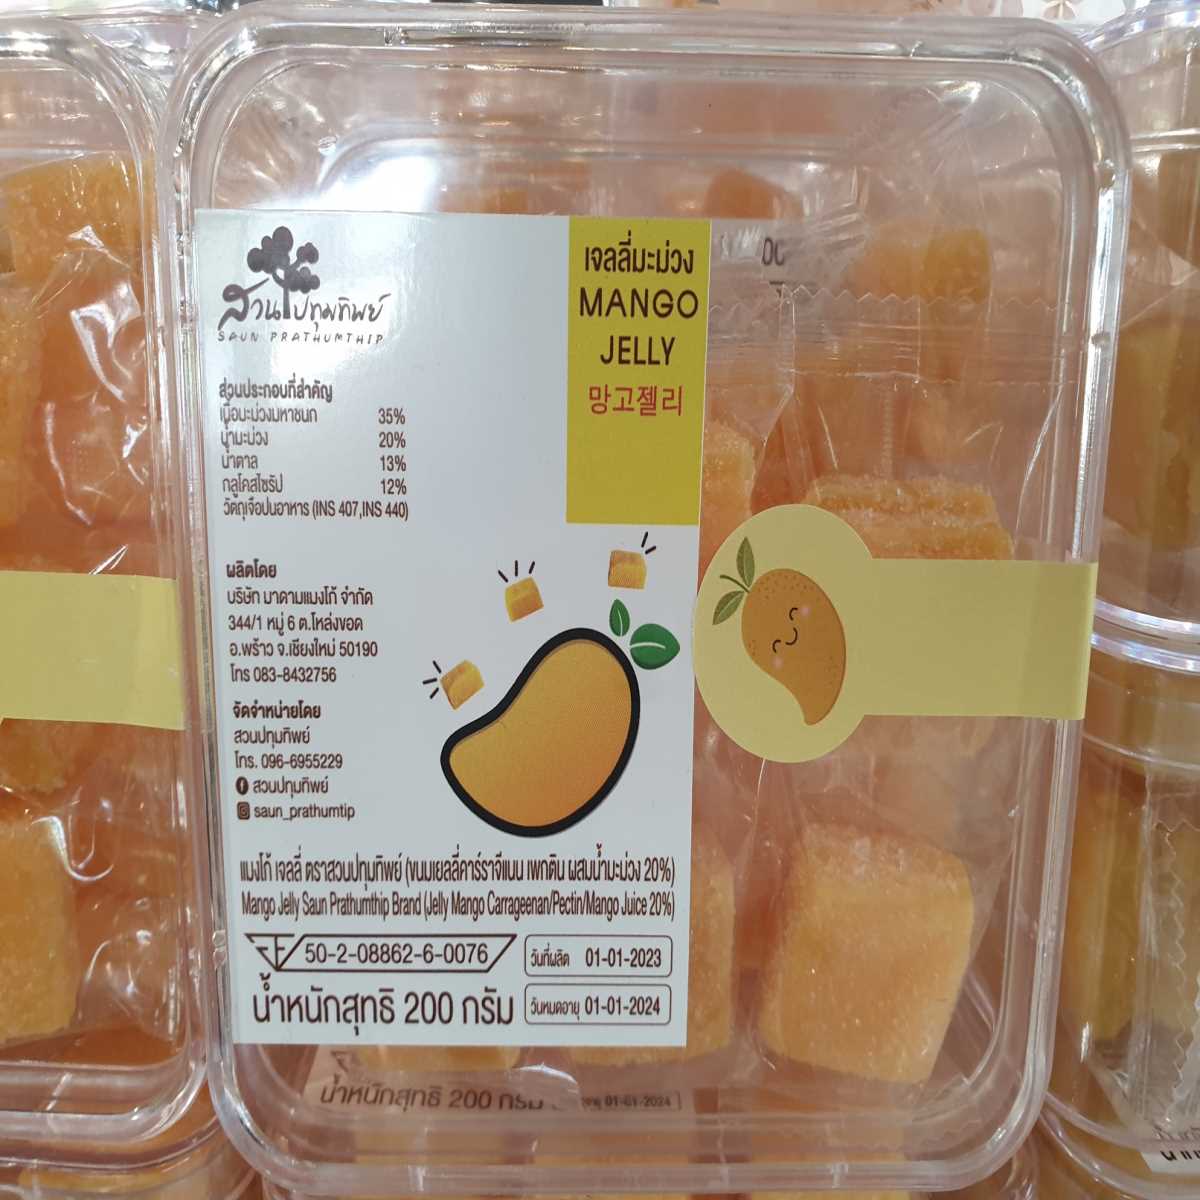 สวนปทุมทิพย์
SAUN PRATHUMTHIP
เจลลี่มะม่วง
MANGO
JELLY
망고젤리
ส่วนประกอบที่สำคัญ
เนื้อมะม่วงมหาชนก 35%
น้ำมะม่วง 20%
น้ำตาล 13%
กลูโคสไซรัป 12%
วัตถุเจือปนอาหาร (INS 407,INS 440)
ผลิตโดย
บริษัท มาดามแมงโก้ จำกัด
344/1 หมู่ 6 ต.โหล่งขอด
อ.พร้าว จ.เชียงใหม่ 50190
โทร 083-8432756
จัดจำหน่ายโดย
สวนปทุมทิพย์
โทร. 096-6955229
สวนปทุมทิพย์
saun_prathumtip
แมงโก้ เจลลี่ ตราสวนปทุมทิพย์ (ขนมเยลลี่คาร์ราจีแนน เพกติน ผสมน้ำมะม่วง 20%)
Mango Jelly Saun Prathumthip Brand (Jelly Mango Carrageenan/Pectin/Mango Juice 20%)
50-2-08862-6-0076
วันที่ผลิต 01-01-2023
น้ำหนักสุทธิ 200 กรัม
วันหมดอายุ 01-01-2024
น้ำหนักสุทธิ 200 กรัม
01-01-2024